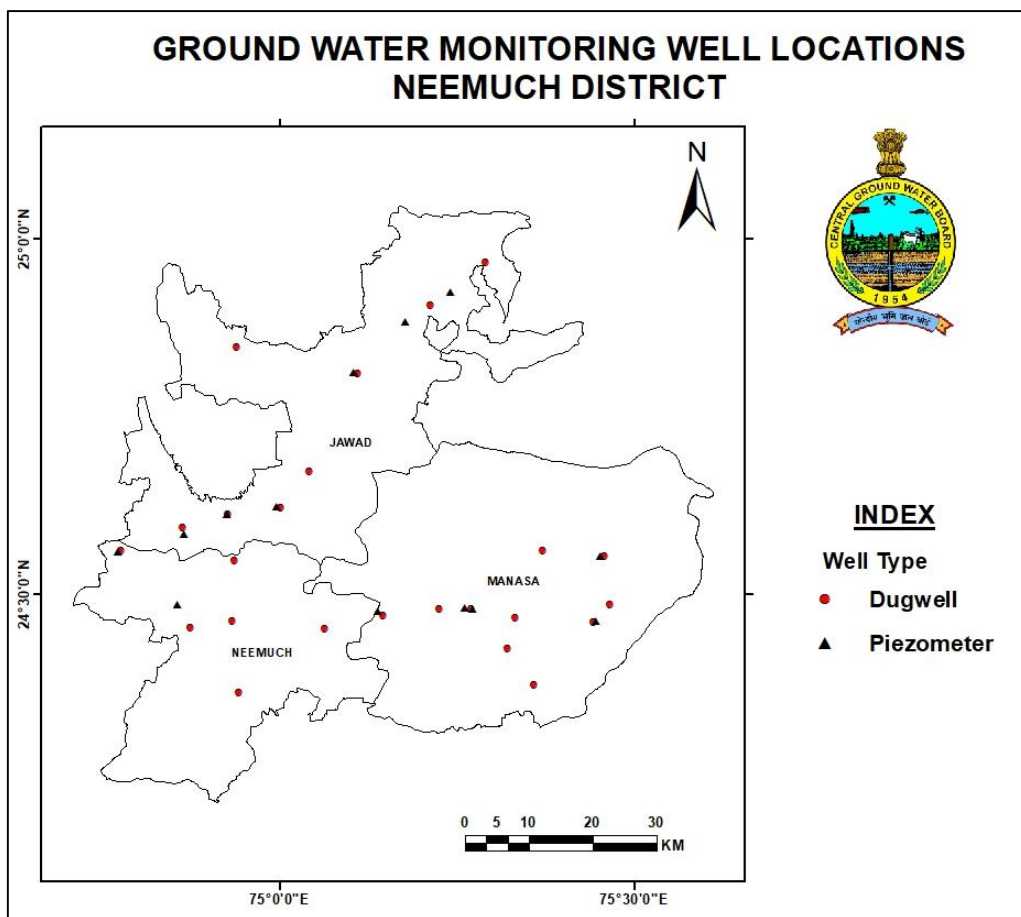 GROUND WATER MONITORING WELL LOCATIONS
NEEMUCH DISTRICT
N
CENTRAL GROUND WATER BOARD
1954
केन्द्रीय भूमि जल बोर्ड
25°0'0"N
24°30'0"N
JAWAD
MANASA
NEEMUCH
INDEX
Well Type
Dugwell
Piezometer
0 5 10 20 30
KM
75°0'0"E
75°30'0"E